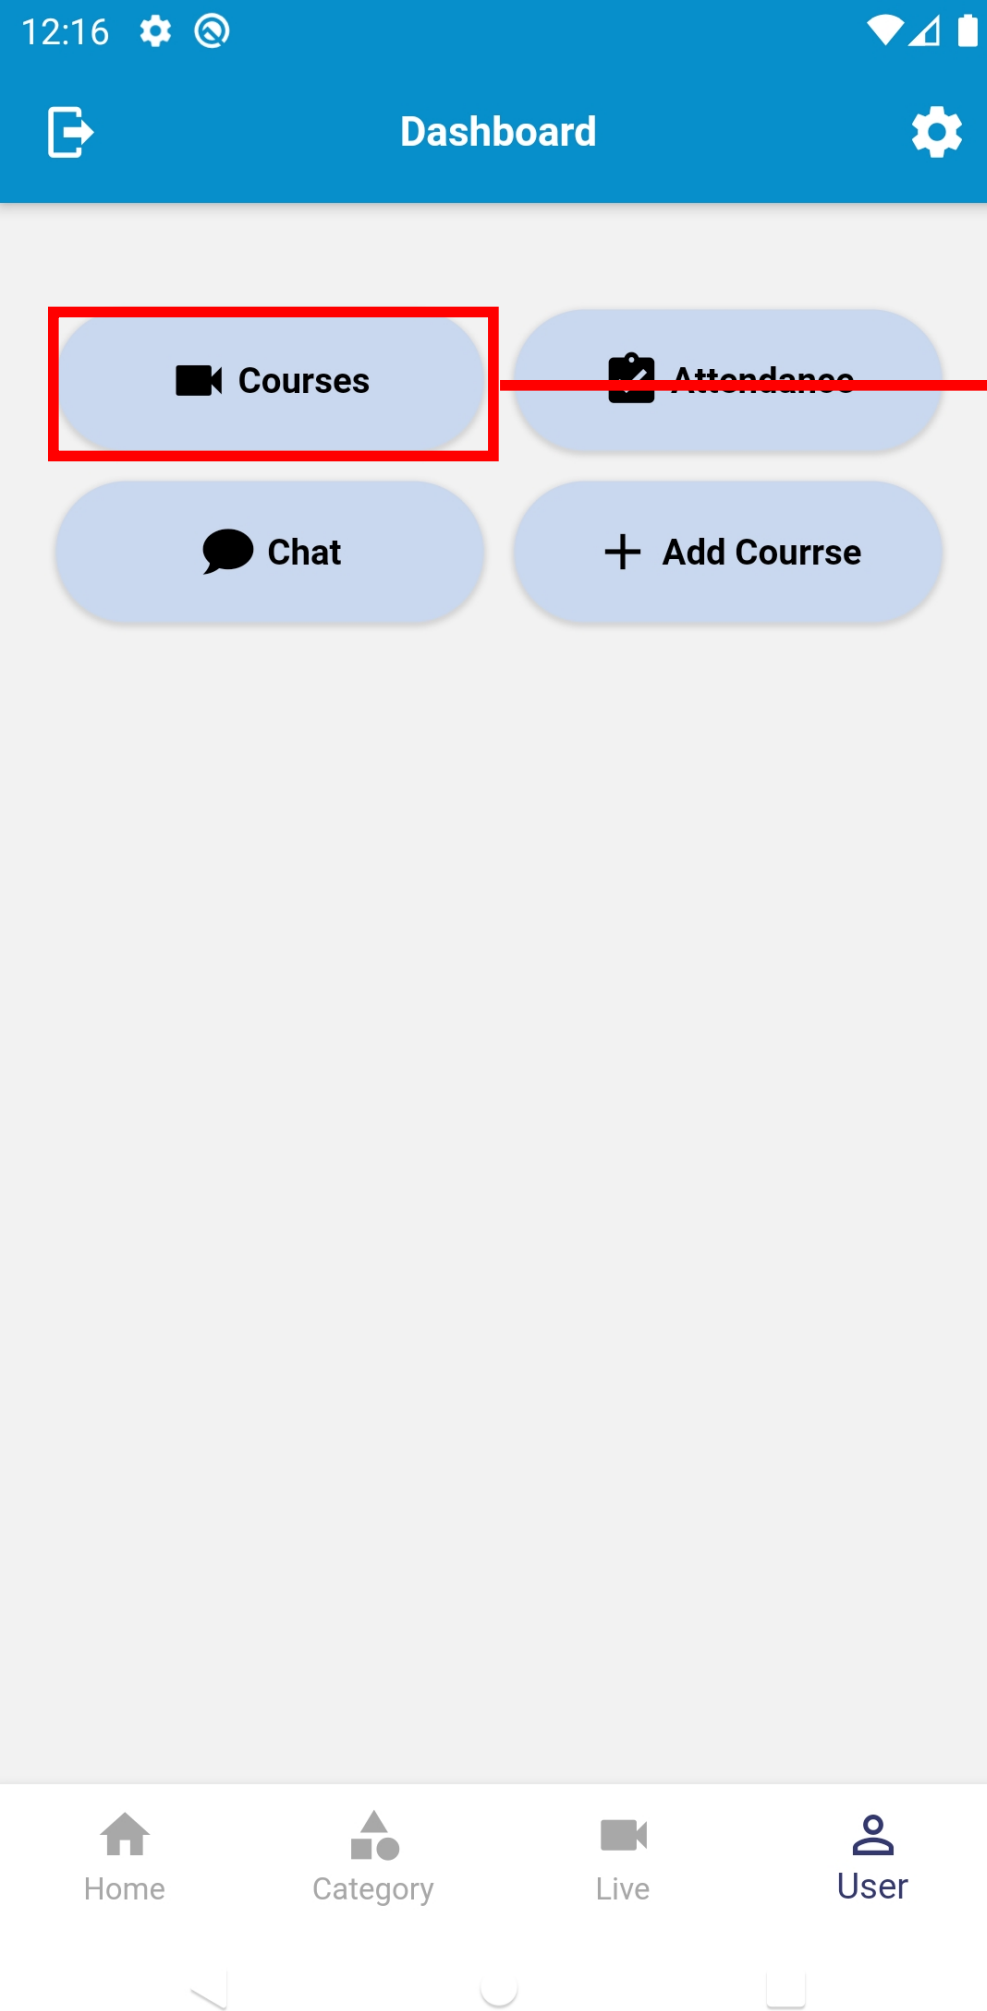 12:16
Dashboard
Courses
Attendance
Chat
Add Courrse
Home
Category
Live
User